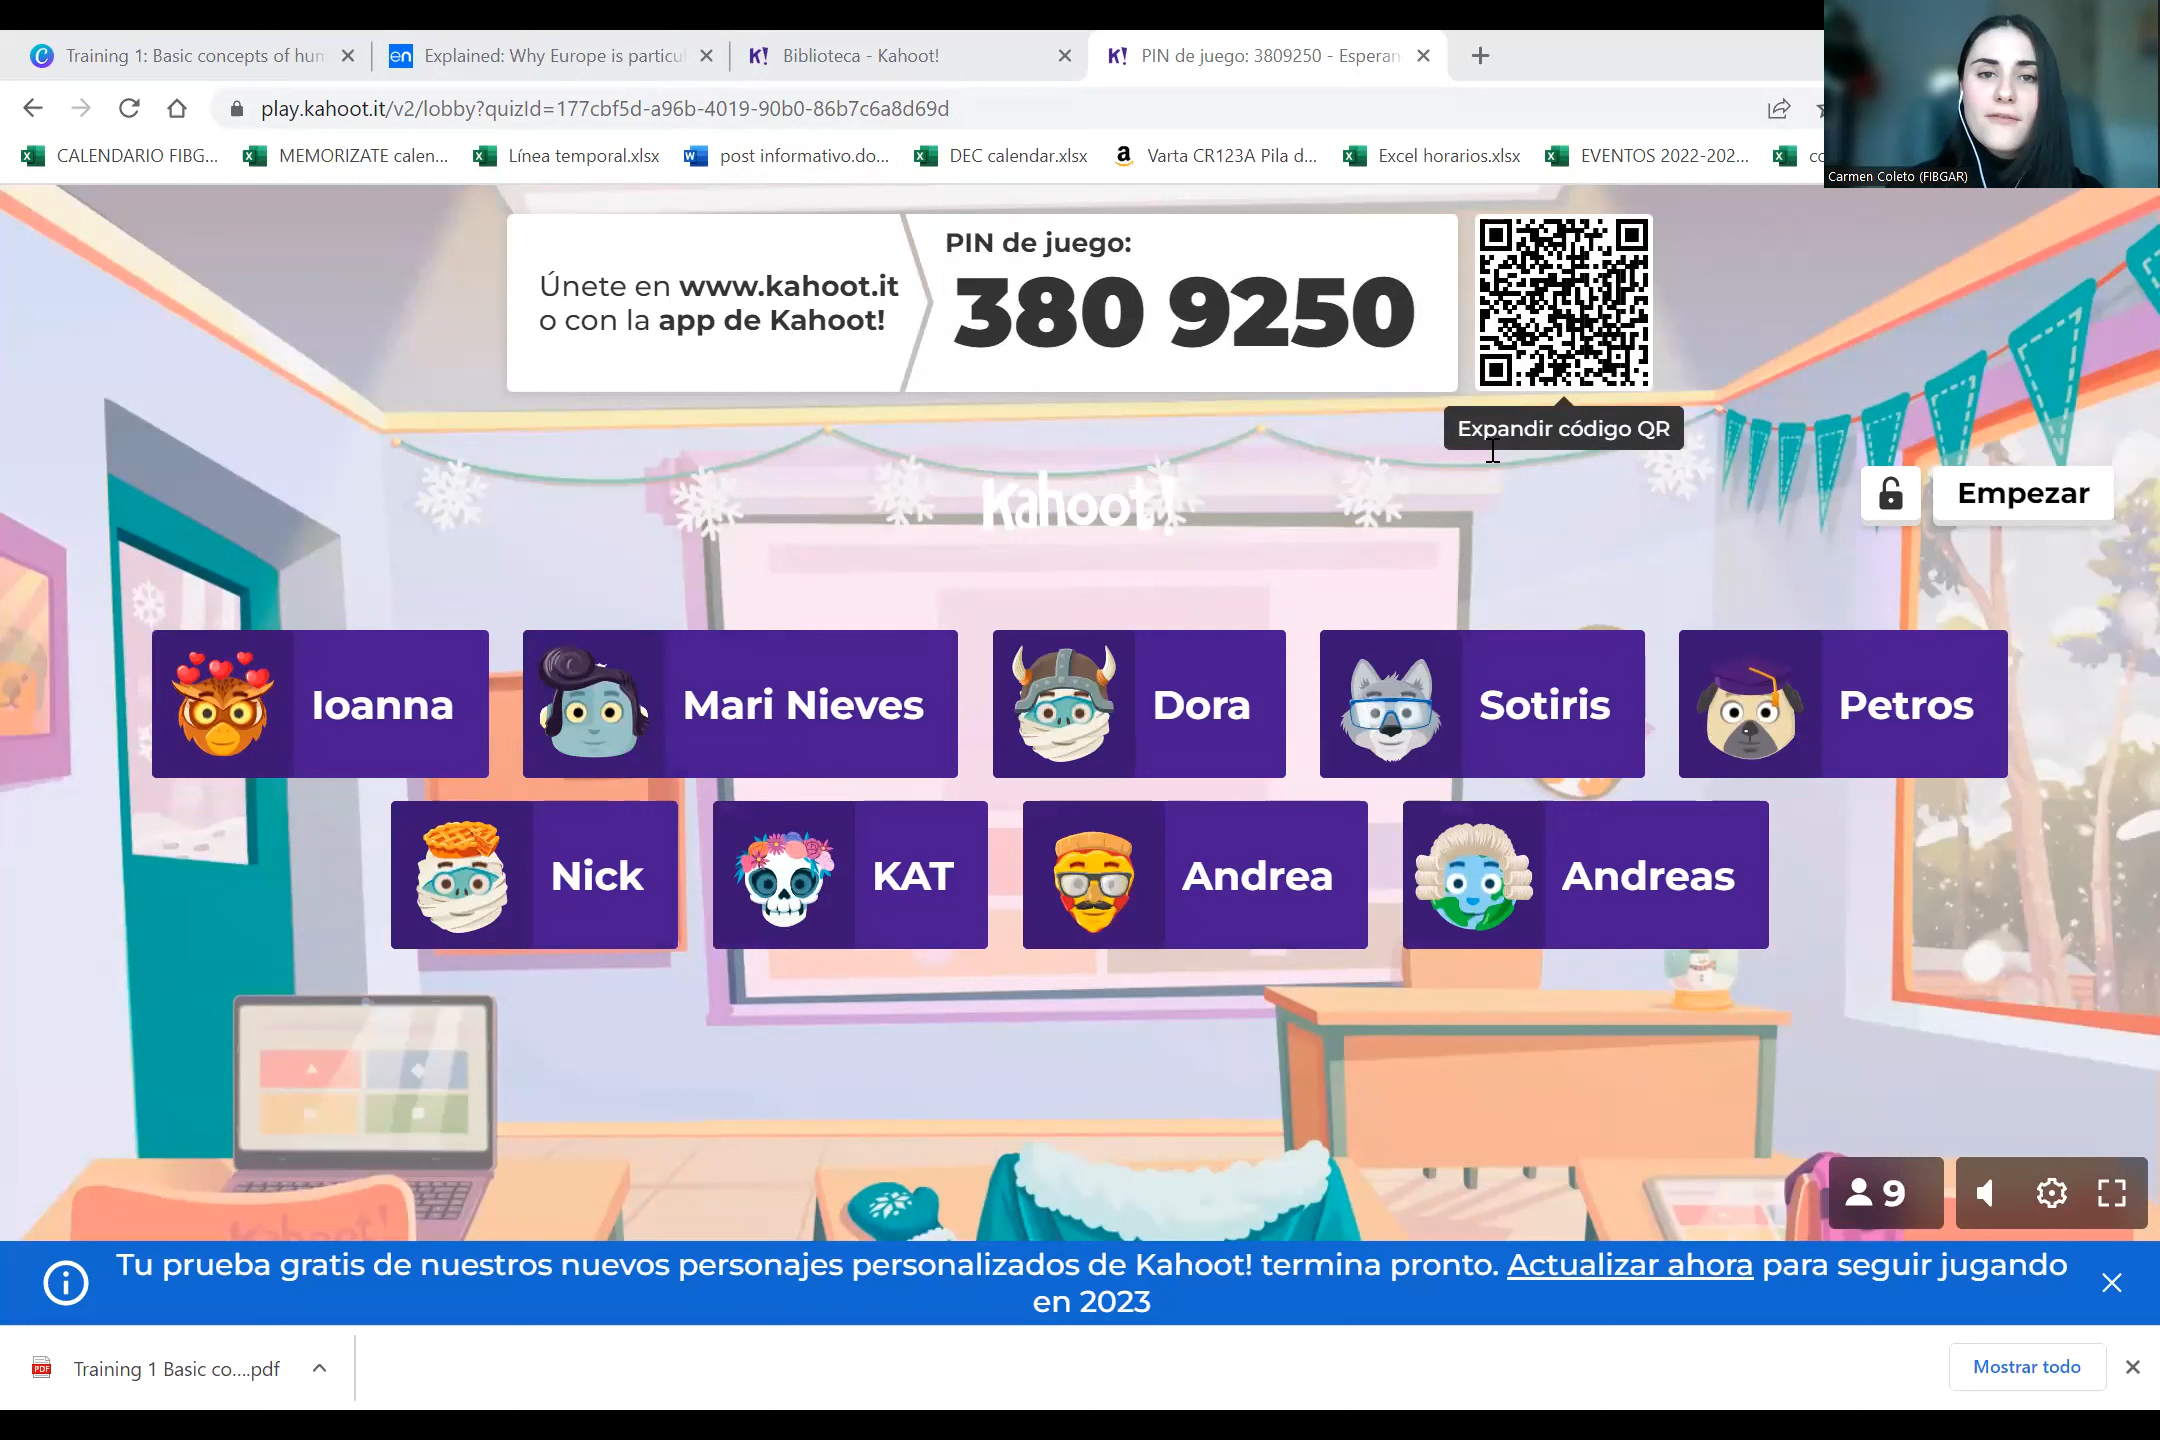 Training 1: Basic concepts of hum
Explained: Why Europe is particul
Biblioteca - Kahoot!
PIN de juego: 3809250 - Esperan
play.kahoot.it/v2/lobby?quizId=177cbf5d-a96b-4019-90b0-86b7c6a8d69d
CALENDARIO FIBG...
MEMORIZATE calen...
Línea temporal.xlsx
post informativo.do...
DEC calendar.xlsx
Varta CR123A Pila d...
Excel horarios.xlsx
EVENTOS 2022-202...
Carmen Coleto (FIBGAR)
Únete en www.kahoot.it
o con la app de Kahoot!
PIN de juego:
380 9250
Expandir código QR
Kahoot!
Empezar
Ioanna
Mari Nieves
Dora
Sotiris
Petros
Nick
KAT
Andrea
Andreas
Kahoot!
9
Tu prueba gratis de nuestros nuevos personajes personalizados de Kahoot! termina pronto. Actualizar ahora para seguir jugando
en 2023
Training 1 Basic co....pdf
Mostrar todo